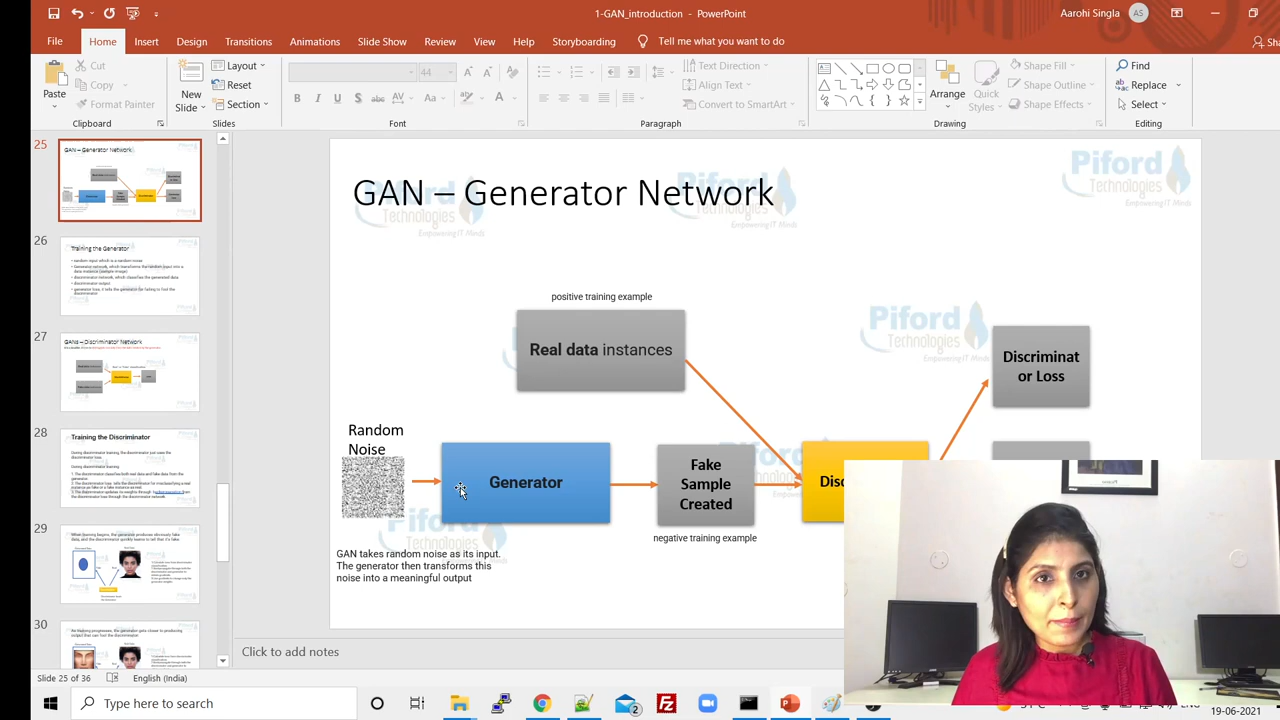 1-GAN_introduction - PowerPoint
Aarohi Singla
AS
File
Home
Insert
Design
Transitions
Animations
Slide Show
Review
View
Help
Storyboarding
Tell me what you want to do
Paste
Cut
Copy
Format Painter
Clipboard
New
Slide
Layout
Reset
Section
Slides
44
Font
Text Direction
Align Text
Convert to SmartArt
Paragraph
Arrange
Quick
Styles
Shape Fill
Shape Outline
Shape Effects
Drawing
Find
Replace
Select
Editing
25
GAN – Generator Network
26
Training the Generator
27
GANs – Discriminator Network
28
Training the Discriminator
29
30
GAN – Generator Network
Piford
Technologies
Empowering IT Minds
positive training example
Real data instances
Discriminat
or Loss
Random
Noise
Generator
Fake
Sample
Created
Disc
negative training example
GAN takes random noise as its input.
The generator then transforms this
noise into a meaningful output
Click to add notes
Slide 25 of 36
English (India)
Type here to search
19-06-2021